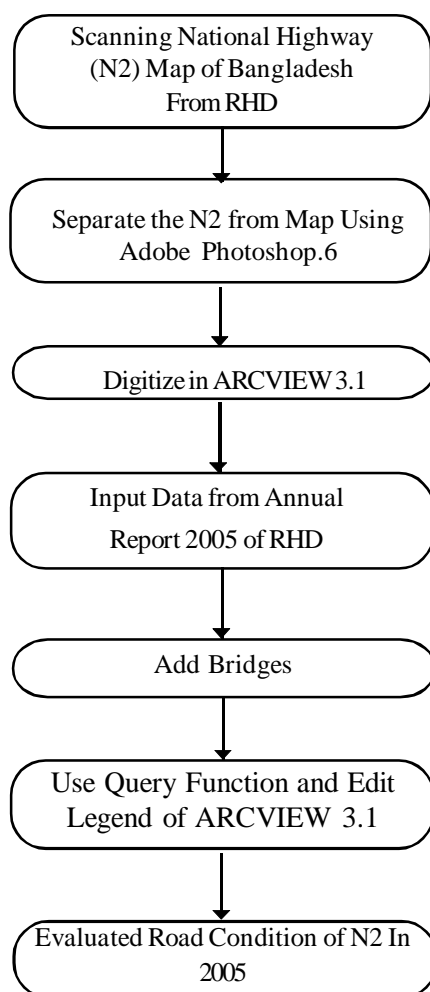 Scanning National Highway
(N2) Map of Bangladesh
From RHD
Separate the N2 from Map Using
Adobe Photoshop.6
Digitize in ARCVIEW 3.1
Input Data from Annual
Report 2005 of RHD
Add Bridges
Use Query Function and Edit
Legend of ARCVIEW 3.1
Evaluated Road Condition of N2 In
2005